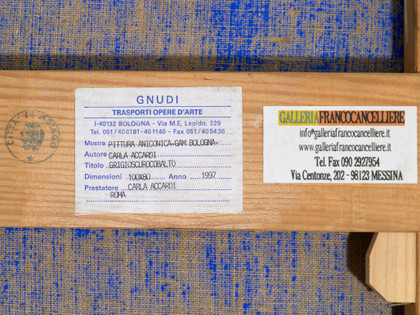 GNUDI
TRASPORTI OPERE D'ARTE
I-40132 BOLOGNA - Via M.E. Lepido, 229
Tel. 051/406181-401140 - Fax 051/405436
Mostra PITTURA ANICONICA-GAM BOLOGNA-
Autore CARLA ACCARDI
Titolo GRIGIOSCUROCOBALTO
Dimensioni 100X80 Anno 1997
Prestatore CARLA ACCARDI
ROMA
GALLERIAFRANCOCANCELLIERE
info@galleriafrancocancelliere.it
www.galleriafrancocancelliere.it
Tel. Fax 090 2927954
Via Centonze, 202 - 98123 MESSINA